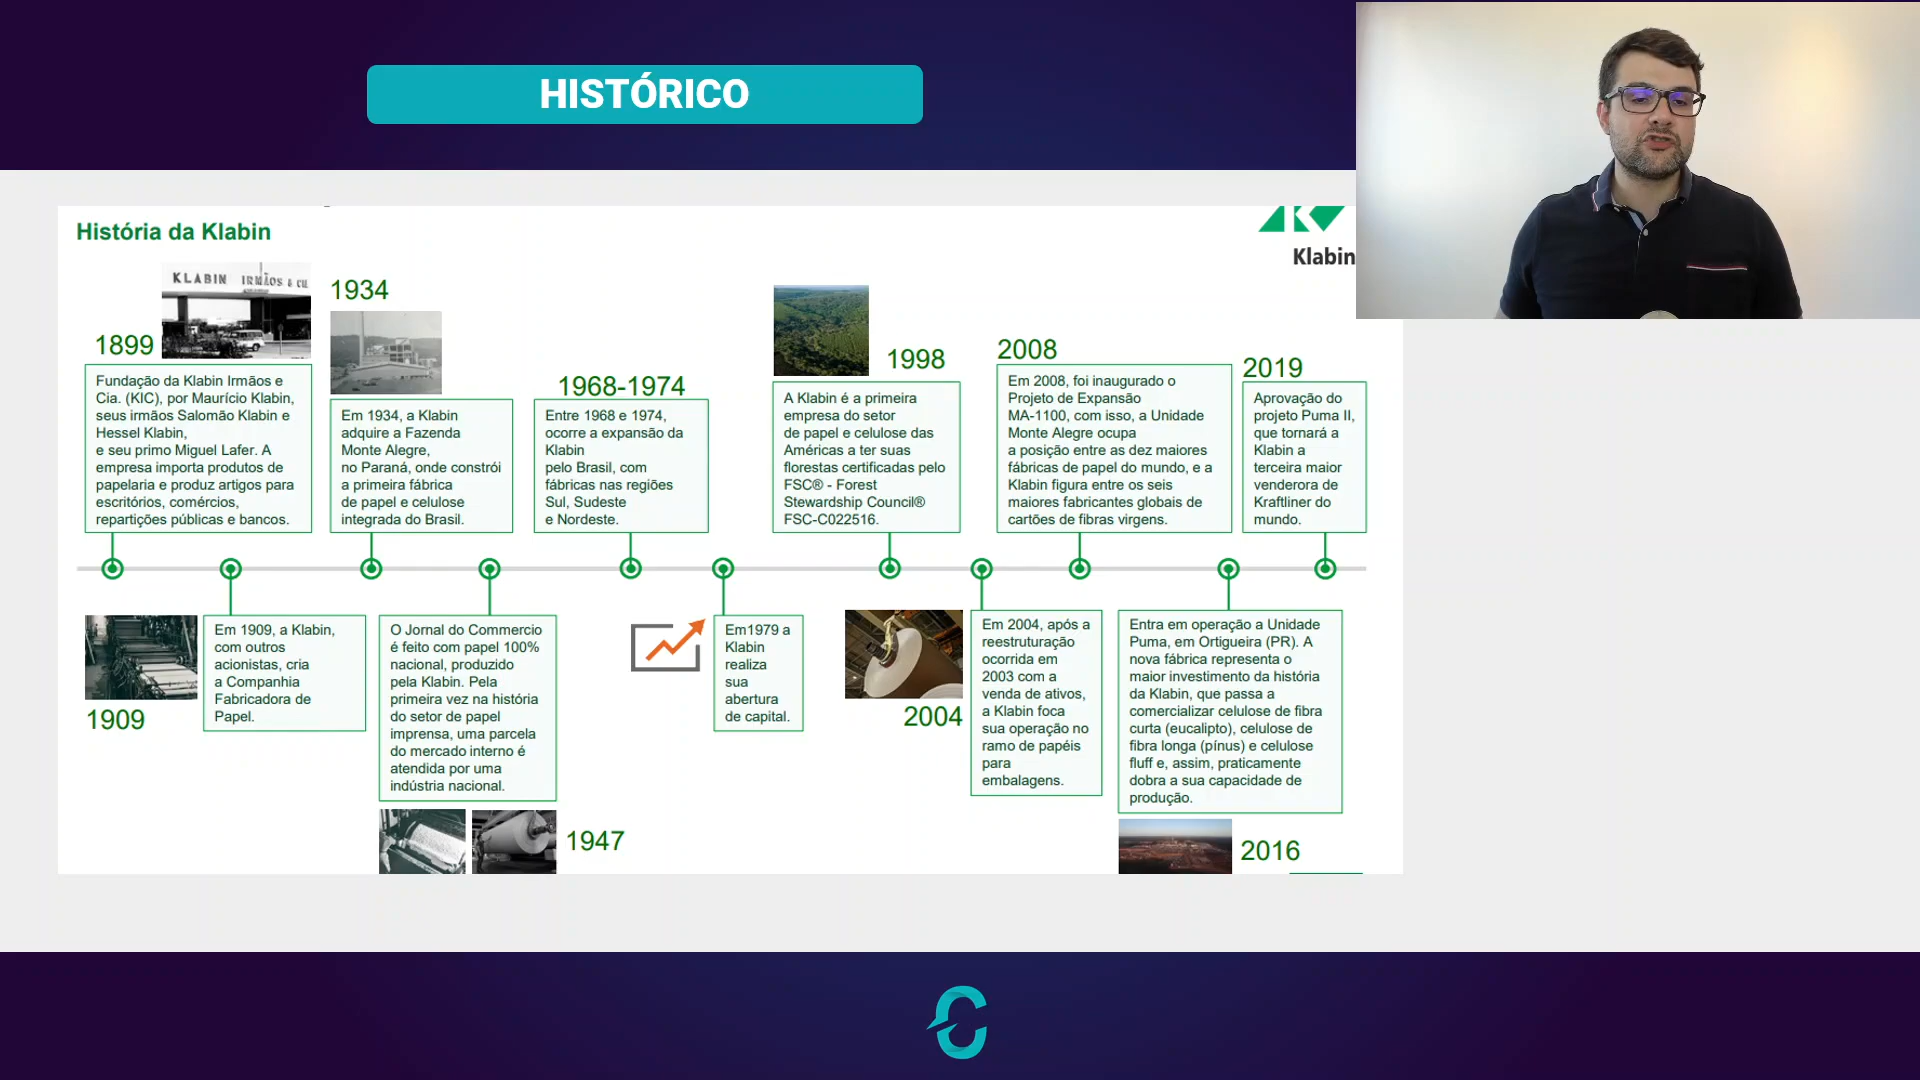 HISTÓRICO
História da Klabin
Klabin
KLABIN IRMÃOS & CIA
1899
Fundação da Klabin Irmãos e
Cia. (KIC), por Maurício Klabin,
seus irmãos Salomão Klabin e
Hessel Klabin,
e seu primo Miguel Lafer. A
empresa importa produtos de
papelaria e produz artigos para
escritórios, comércios,
repartições públicas e bancos.
1909
Em 1909, a Klabin,
com outros
acionistas, cria
a Companhia
Fabricadora de
Papel.
1934
Em 1934, a Klabin
adquire a Fazenda
Monte Alegre,
no Paraná, onde constrói
a primeira fábrica
de papel e celulose
integrada do Brasil.
O Jornal do Commercio
é feito com papel 100%
nacional, produzido
pela Klabin. Pela
primeira vez na história
do setor de papel
imprensa, uma parcela
do mercado interno é
atendida por uma
indústria nacional.
1947
1968-1974
Entre 1968 e 1974,
ocorre a expansão da
Klabin
pelo Brasil, com
fábricas nas regiões
Sul, Sudeste
e Nordeste.
Em1979 a
Klabin
realiza
sua
abertura
de capital.
1998
A Klabin é a primeira
empresa do setor
de papel e celulose das
Américas a ter suas
florestas certificadas pelo
FSC® - Forest
Stewardship Council®
FSC-C022516.
2004
Em 2004, após a
reestruturação
ocorrida em
2003 com a
venda de ativos,
a Klabin foca
sua operação no
ramo de papéis
para
embalagens.
2008
Em 2008, foi inaugurado o
Projeto de Expansão
MA-1100, com isso, a Unidade
Monte Alegre ocupa
a posição entre as dez maiores
fábricas de papel do mundo, e a
Klabin figura entre os seis
maiores fabricantes globais de
cartões de fibras virgens.
Entra em operação a Unidade
Puma, em Ortigueira (PR). A
nova fábrica representa o
maior investimento da história
da Klabin, que passa a
comercializar celulose de fibra
curta (eucalipto), celulose de
fibra longa (pínus) e celulose
fluff e, assim, praticamente
dobra a sua capacidade de
produção.
2016
2019
Aprovação do
projeto Puma II,
que tornará a
Klabin a
terceira maior
venderora de
Kraftliner do
mundo.